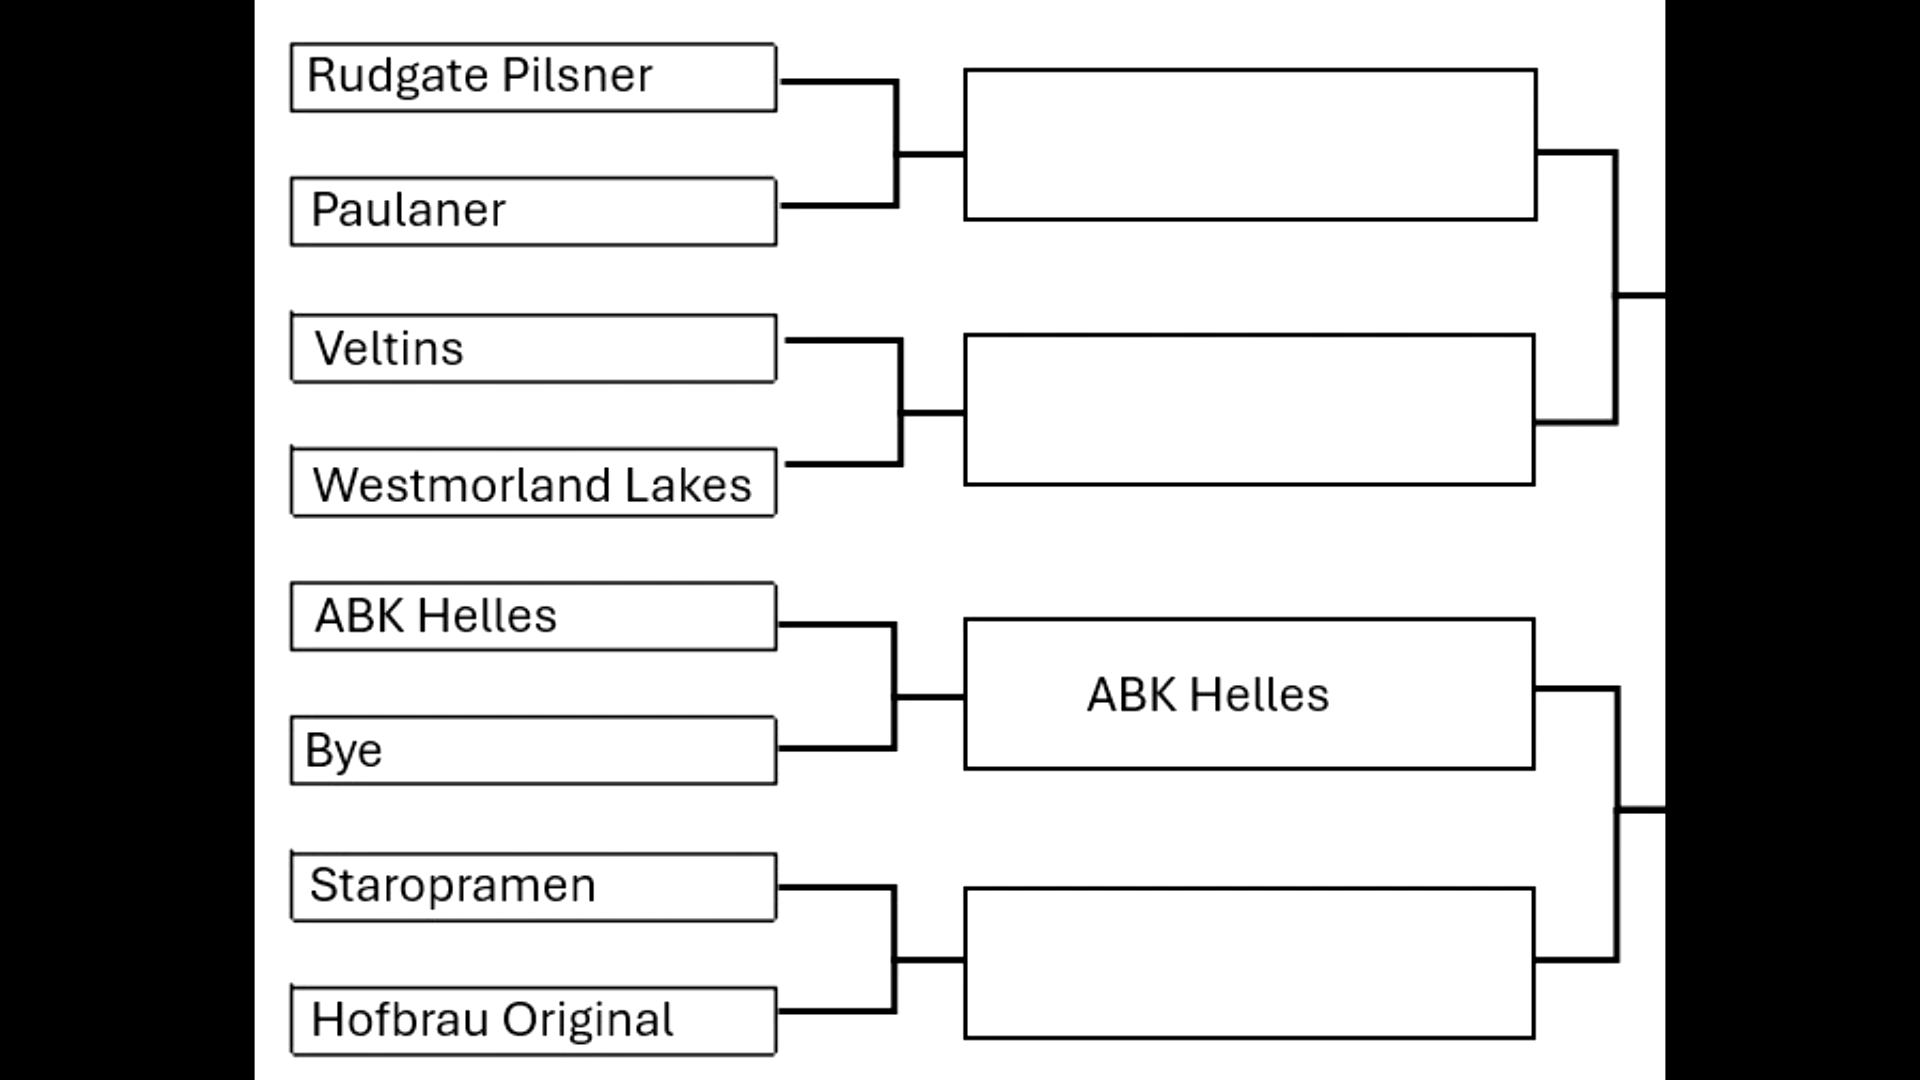 Rudgate Pilsner
Paulaner
Veltins
Westmorland Lakes
ABK Helles
Bye
ABK Helles
Staropramen
Hofbrau Original